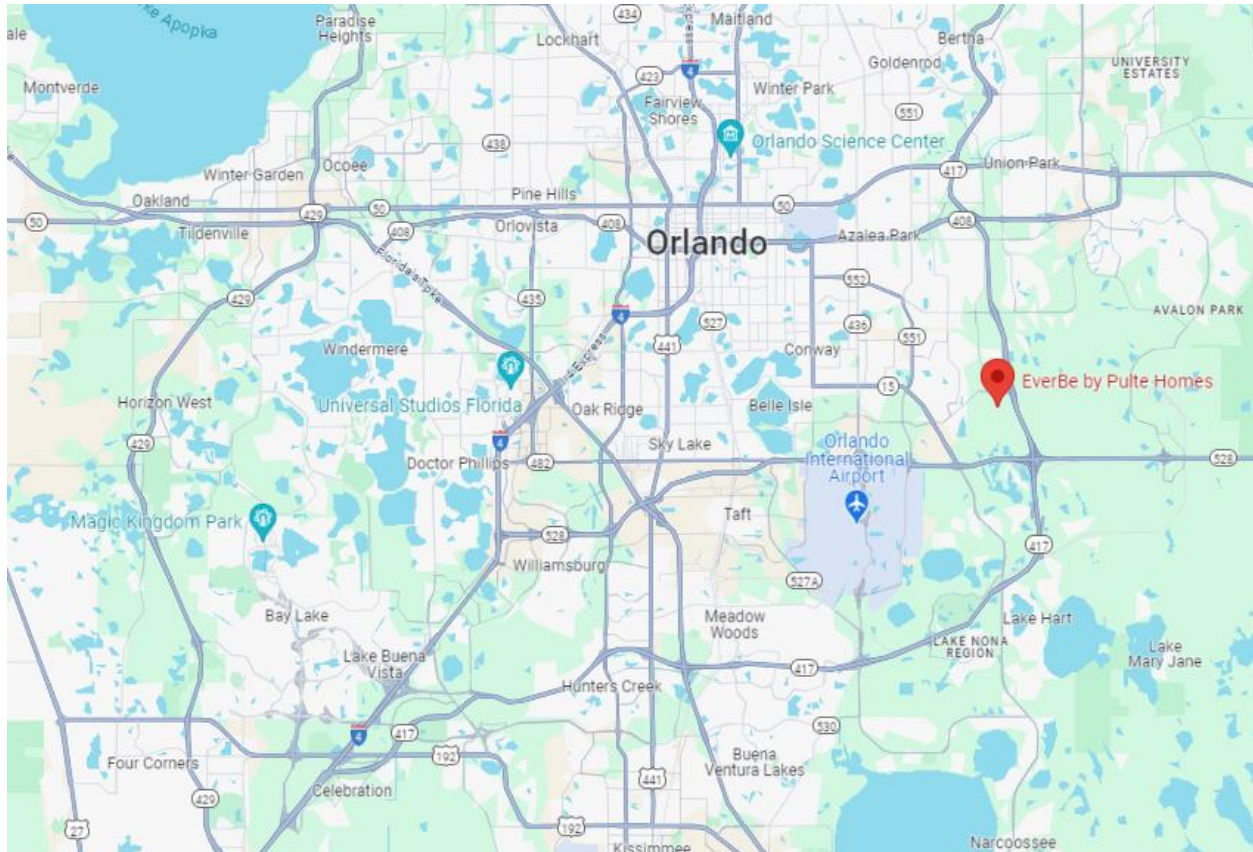 Apopka
434
Paradise
Heights
Maitland
Lockhart
Bertha
ale
Montverde
423
4
Goldenrod
UNIVERSITY
ESTATES
Fairview
Shores
Winter Park
551
Orlando Science Center
438
Ocoee
Winter Garden
417
Union Park
Oakland
Pine Hills
50
429
50
50
408
408
Tildenville
408
Orlovista
Orlando
Azalea Park
Florida's Tpke
429
435
552
4
527
436
551
AVALON PARK
Windermere
441
Conway
Express
15
EverBe by Pulte Homes
Universal Studios Florida
Horizon West
Oak Ridge
Belle Isle
429
4
Sky Lake
Orlando
International
Airport
Doctor Phillips
482
528
Magic Kingdom Park
Taft
528
417
Williamsburg
527A
Bay Lake
Meadow
Woods
Lake Hart
LAKE NONA
REGION
Lake
Mary Jane
Lake Buena
Vista
417
Hunters Creek
530
4
417
192
Four Corners
Buena
Ventura Lakes
441
Celebration
429
27
192
Kissimmee
Narcoossee